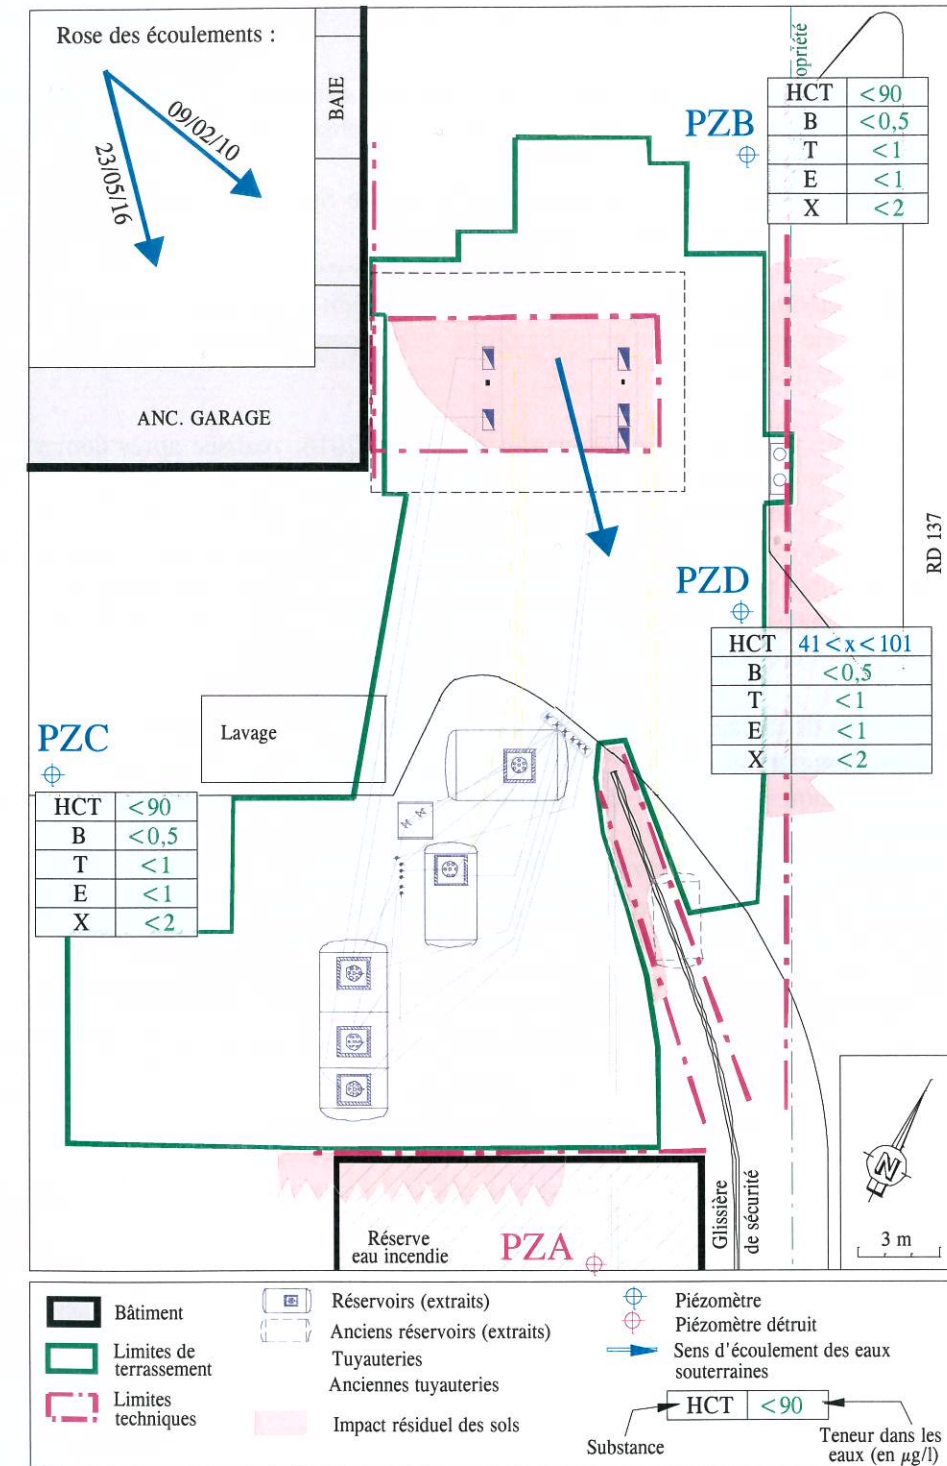 Rose des écoulements :
09/02/10
23/05/16
BAIE
ANC. GARAGE
opriété
PZB
HCT <90
B <0,5
T <1
E <1
X <2
RD 137
PZD
HCT 41<x<101
B <0,5
T <1
E <1
X <2
Lavage
PZC
HCT <90
B <0,5
T <1
E <1
X <2
Réserve
eau incendie
PZA
Glissière
de sécurité
N
3 m
Bâtiment
Limites de
terrassement
Limites
techniques
Réservoirs (extraits)
Anciens réservoirs (extraits)
Tuyauteries
Anciennes tuyauteries
Impact résiduel des sols
Piézomètre
Piézomètre détruit
Sens d'écoulement des eaux
souterraines
HCT <90
Substance
Teneur dans les
eaux (en µg/l)